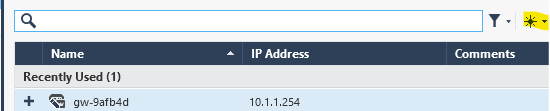 Name IP Address Comments
Recently Used (1)
gw-9afb4d 10.1.1.254